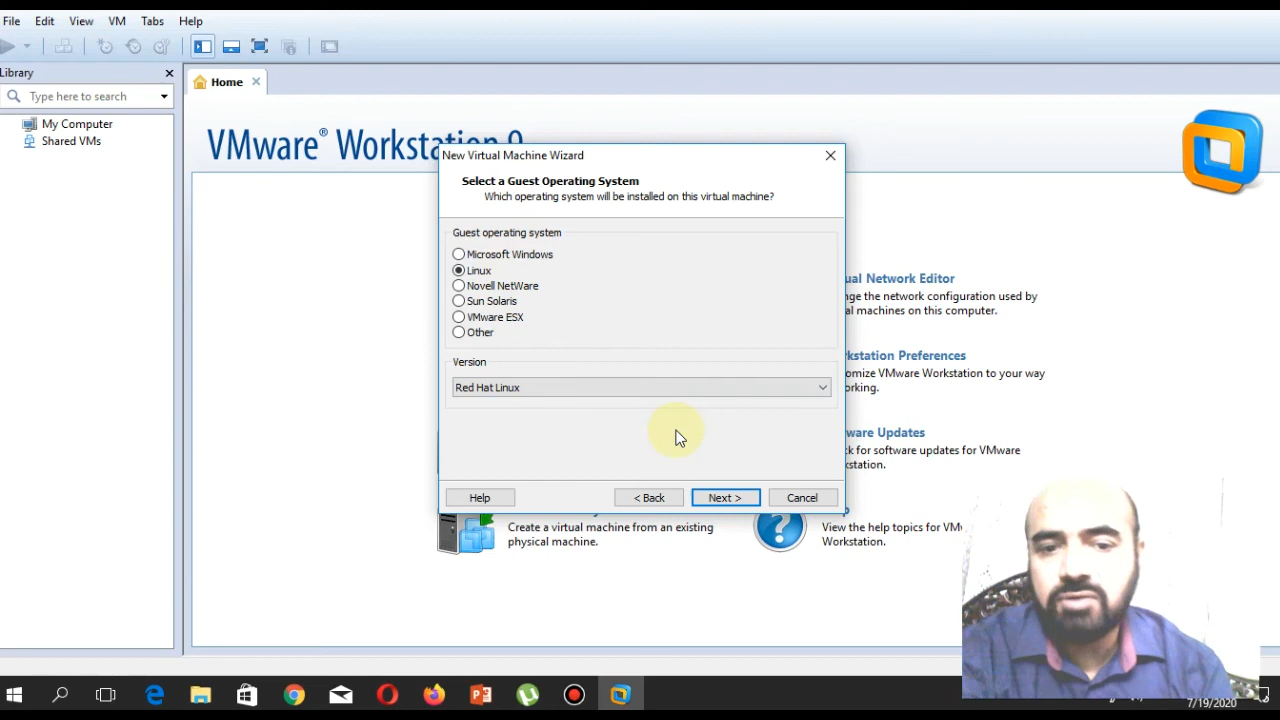 File Edit View VM Tabs Help
Library
Home
Type here to search
My Computer
Shared VMs
VMware® Workstation 9
New Virtual Machine Wizard
Select a Guest Operating System
Which operating system will be installed on this virtual machine?
Guest operating system
Microsoft Windows
Linux
Novell NetWare
Sun Solaris
VMware ESX
Other
Version
Red Hat Linux
Help
< Back
Next >
Cancel
ual Network Editor
nge the network configuration used by
al machines on this computer.
kstation Preferences
omize VMware Workstation to your way
orking.
ware Updates
ck for software updates for VMware
kstation.
Create a virtual machine from an existing
physical machine.
View the help topics for VM
Workstation.
7/19/2020